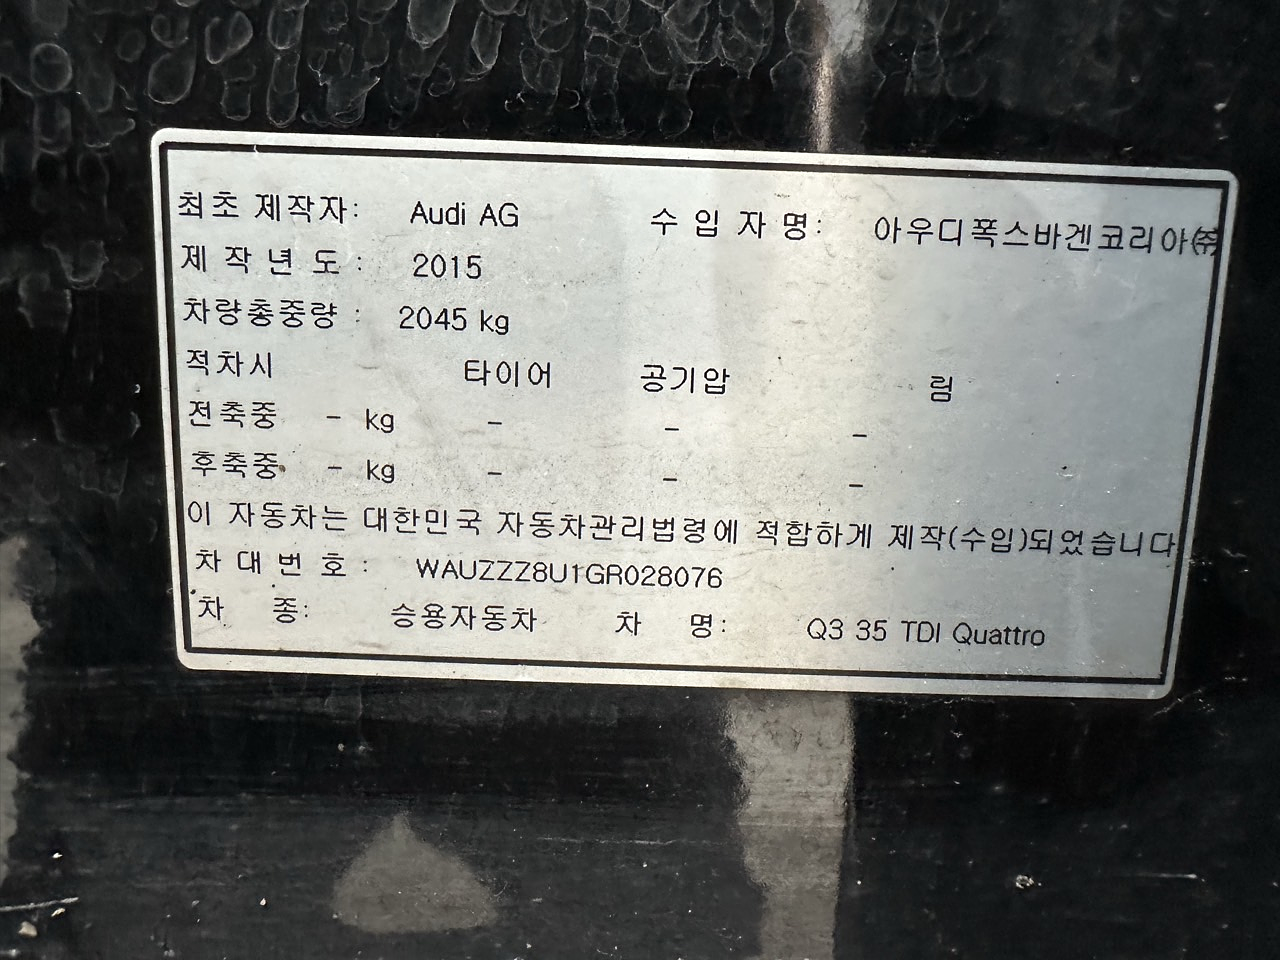 최초 제작자: Audi AG 수 입 자 명: 아우디폭스바겐코리아㈜
제 작 년 도 : 2015
차량총중량 : 2045 kg
적차시 타이어 공기압 림
전축중 - kg - - -
후축중 - kg - - -
이 자동차는 대한민국 자동차관리법령에 적합하게 제작(수입)되었습니다
차 대 번 호 : WAUZZZ8U1GR028076
차 종: 승용자동차 차 명: Q3 35 TDI Quattro